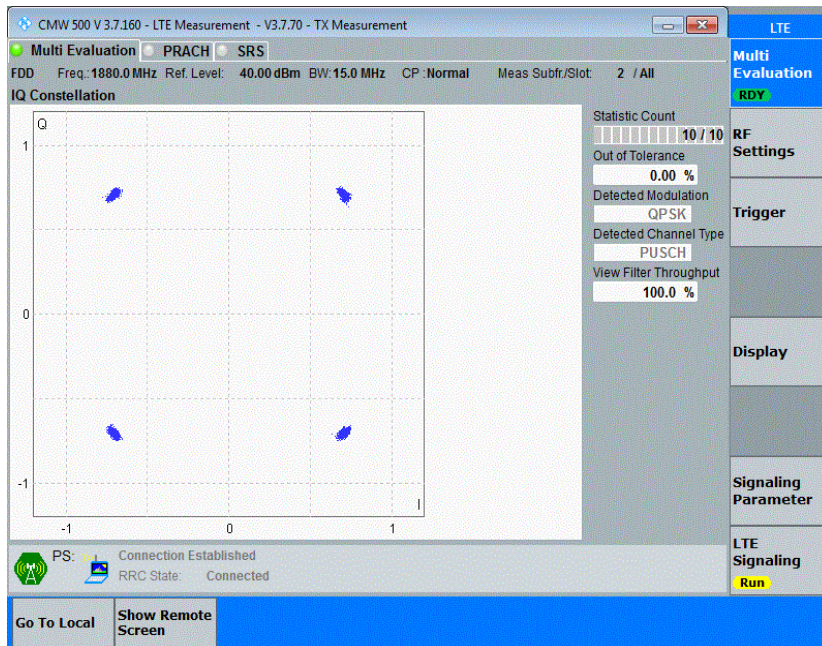 CMW 500 V 3.7.160 - LTE Measurement - V3.7.70 - TX Measurement
LTE
Multi Evaluation PRACH SRS
FDD Freq.: 1880.0 MHz Ref. Level: 40.00 dBm BW: 15.0 MHz CP : Normal Meas Subfr./Slot: 2 / All
IQ Constellation
Q
1
0
-1
-1 0 1
I
Statistic Count
10 / 10
Out of Tolerance
0.00 %
Detected Modulation
QPSK
Detected Channel Type
PUSCH
View Filter Throughput
100.0 %
Multi
Evaluation
RDY
RF
Settings
Trigger
Display
Signaling
Parameter
LTE
Signaling
Run
PS: Connection Established
RRC State: Connected
Go To Local
Show Remote
Screen